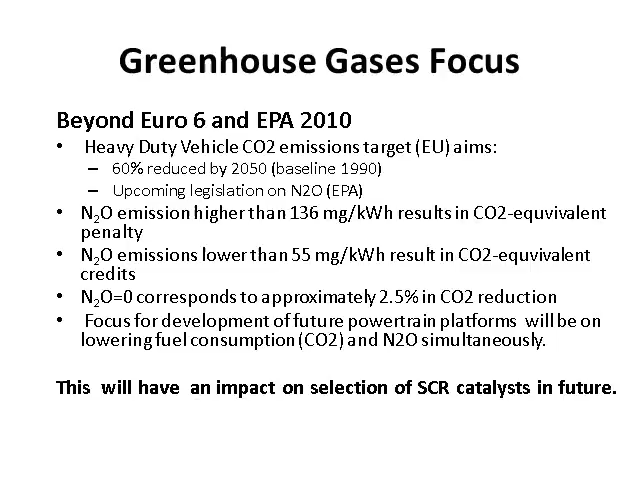 Greenhouse Gases Focus
Beyond Euro 6 and EPA 2010
• Heavy Duty Vehicle CO2 emissions target (EU) aims:
– 60% reduced by 2050 (baseline 1990)
– Upcoming legislation on N2O (EPA)
• N₂O emission higher than 136 mg/kWh results in CO2-equvivalent
penalty
• N₂O emissions lower than 55 mg/kWh result in CO2-equvivalent
credits
• N₂O=0 corresponds to approximately 2.5% in CO2 reduction
• Focus for development of future powertrain platforms will be on
lowering fuel consumption (CO2) and N2O simultaneously.
This will have an impact on selection of SCR catalysts in future.